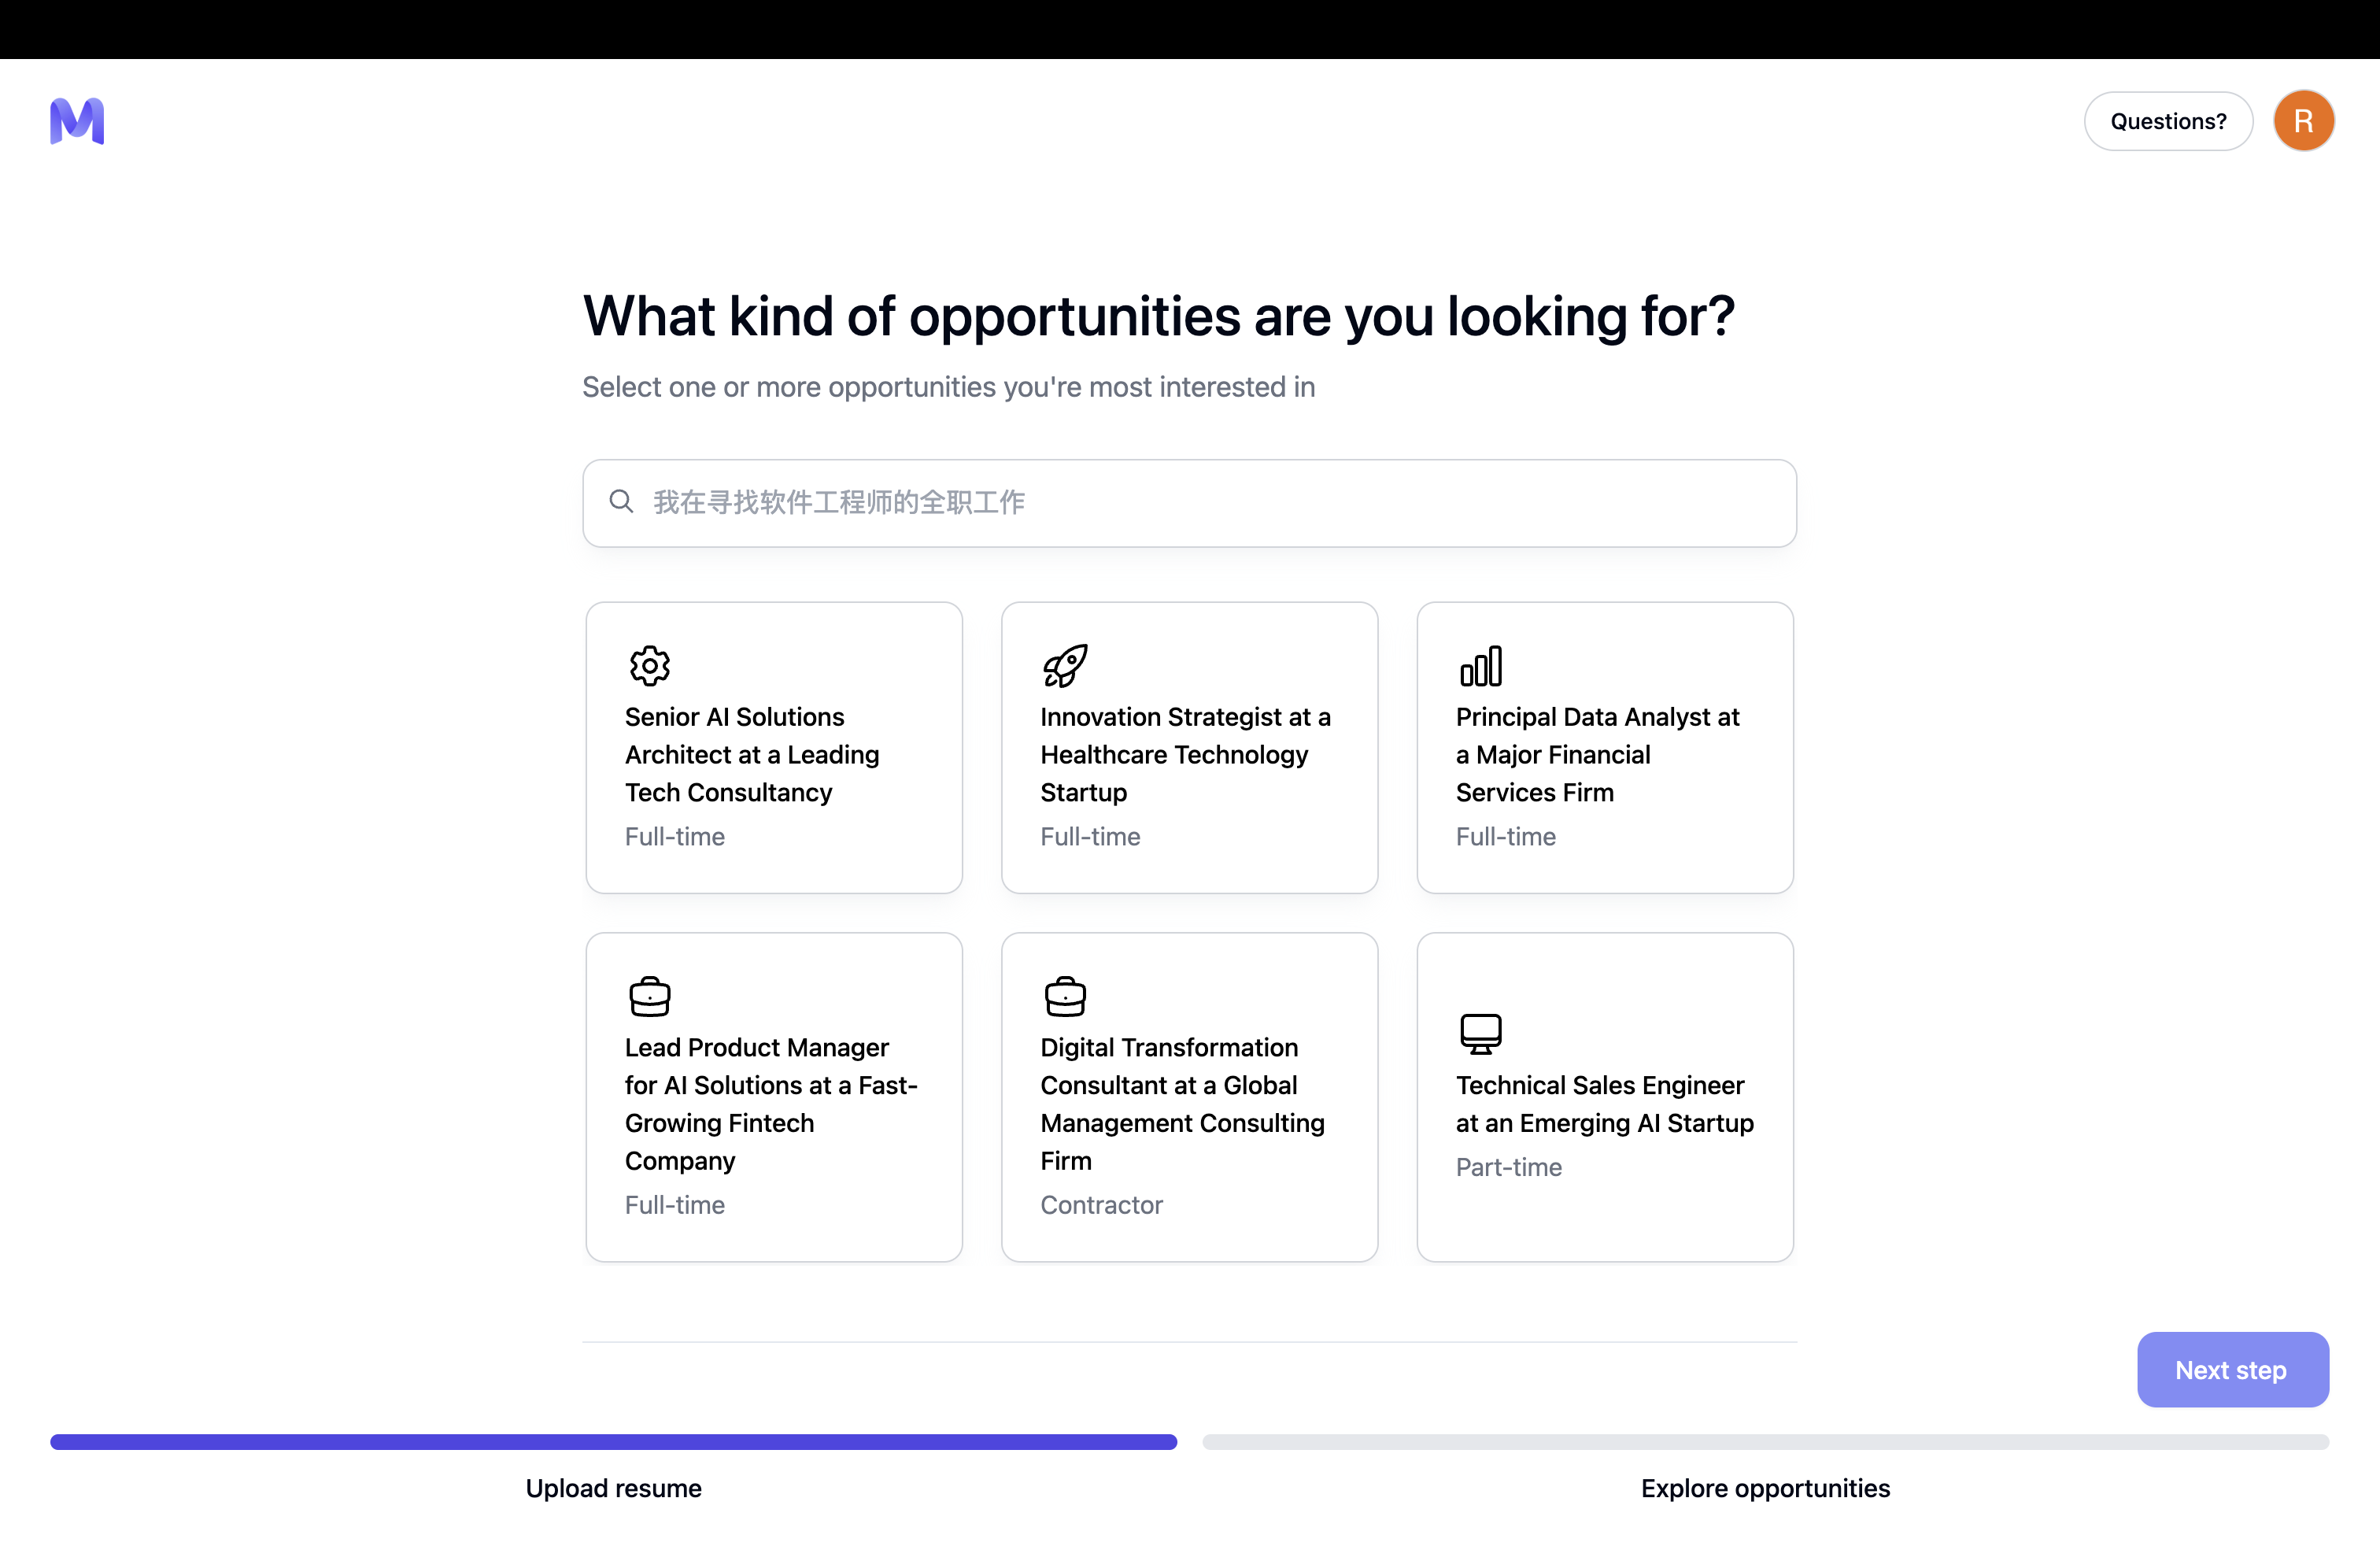 Questions?
R
What kind of opportunities are you looking for?
Select one or more opportunities you're most interested in
我在寻找软件工程师的全职工作
Senior AI Solutions
Architect at a Leading
Tech Consultancy
Full-time
Innovation Strategist at a
Healthcare Technology
Startup
Full-time
Principal Data Analyst at
a Major Financial
Services Firm
Full-time
Lead Product Manager
for AI Solutions at a Fast-
Growing Fintech
Company
Full-time
Digital Transformation
Consultant at a Global
Management Consulting
Firm
Contractor
Technical Sales Engineer
at an Emerging AI Startup
Part-time
Next step
Upload resume
Explore opportunities